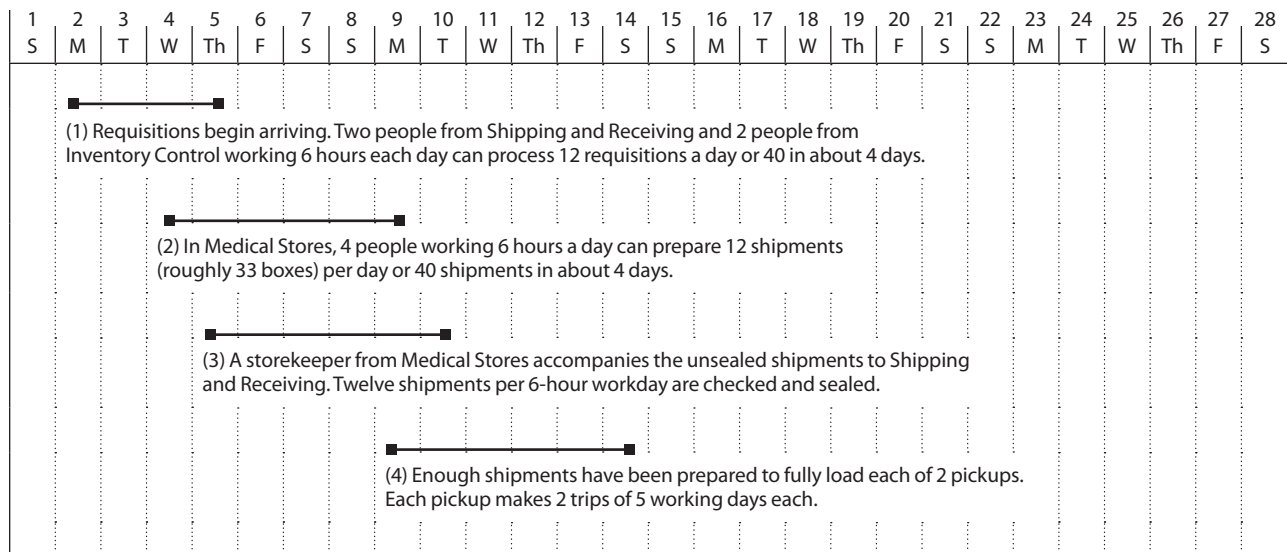 1 2 3 4 5 6 7 8 9 10 11 12 13 14 15 16 17 18 19 20 21 22 23 24 25 26 27 28
S M T W Th F S S M T W Th F S S M T W Th F S S M T W Th F S
(1) Requisitions begin arriving. Two people from Shipping and Receiving and 2 people from
Inventory Control working 6 hours each day can process 12 requisitions a day or 40 in about 4 days.
(2) In Medical Stores, 4 people working 6 hours a day can prepare 12 shipments
(roughly 33 boxes) per day or 40 shipments in about 4 days.
(3) A storekeeper from Medical Stores accompanies the unsealed shipments to Shipping
and Receiving. Twelve shipments per 6-hour workday are checked and sealed.
(4) Enough shipments have been prepared to fully load each of 2 pickups.
Each pickup makes 2 trips of 5 working days each.